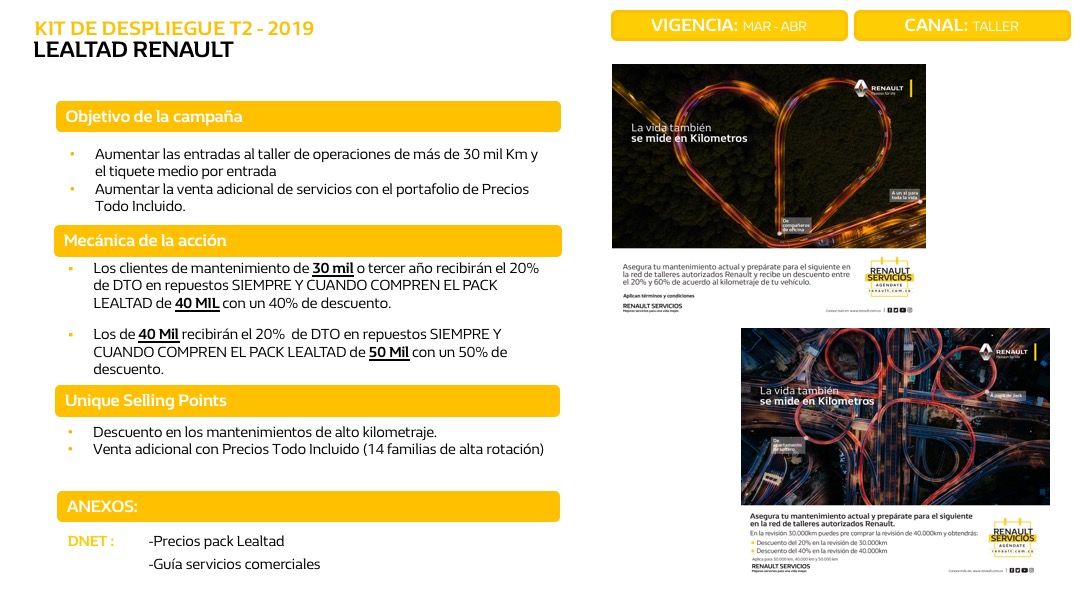 KIT DE DESPLIEGUE T2 - 2019
LEALTAD RENAULT
VIGENCIA: MAR - ABR
CANAL: TALLER
Objetivo de la campaña
• Aumentar las entradas al taller de operaciones de más de 30 mil Km y
el tiquete medio por entrada
• Aumentar la venta adicional de servicios con el portafolio de Precios
Todo Incluido.
Mecánica de la acción
Los clientes de mantenimiento de 30 mil o tercer año recibirán el 20%
de DTO en repuestos SIEMPRE Y CUANDO COMPREN EL PACK
LEALTAD de 40 MIL con un 40% de descuento.
Los de 40 Mil recibirán el 20% de DTO en repuestos SIEMPRE Y
CUANDO COMPREN EL PACK LEALTAD de 50 Mil con un 50% de
descuento.
Unique Selling Points
• Descuento en los mantenimientos de alto kilometraje.
• Venta adicional con Precios Todo Incluido (14 familias de alta rotación)
ANEXOS:
DNET : -Precios pack Lealtad
-Guía servicios comerciales
RENAULT
Passion for life
La vida también
se mide en Kilometros
A un sí para
toda la vida.
De
compañeros
de oficina
Asegura tu mantenimiento actual y prepárate para el siguiente en
la red de talleres autorizados Renault y recibe un descuento entre
el 20% y 60% de acuerdo al kilometraje de tu vehículo.
Aplican términos y condiciones
RENAULT SERVICIOS
Mejores servicios para una vida mejor.
RENAULT
SERVICIOS
AGÉNDATE
renault.com.co
Conoce más en: www.renault.com.co
RENAULT
Passion for life
La vida también
se mide en Kilometros
A papá de Jack
De
apartamento
de soltero.
Asegura tu mantenimiento actual y prepárate para el siguiente
en la red de talleres autorizados Renault.
En la revisión 30.000km puedes pre comprar la revisión de 40.000km y obtendrás:
Descuento del 20% en la revisión de 30.000km
Descuento el 40% en la revisión de 40.000km
Aplica para: 30.000 km, 40.000 km y 50.000 km
RENAULT SERVICIOS
Mejores servicios para una vida mejor.
RENAULT
SERVICIOS
AGÉNDATE
renault.com.co
Conoce más en: www.renault.com.co